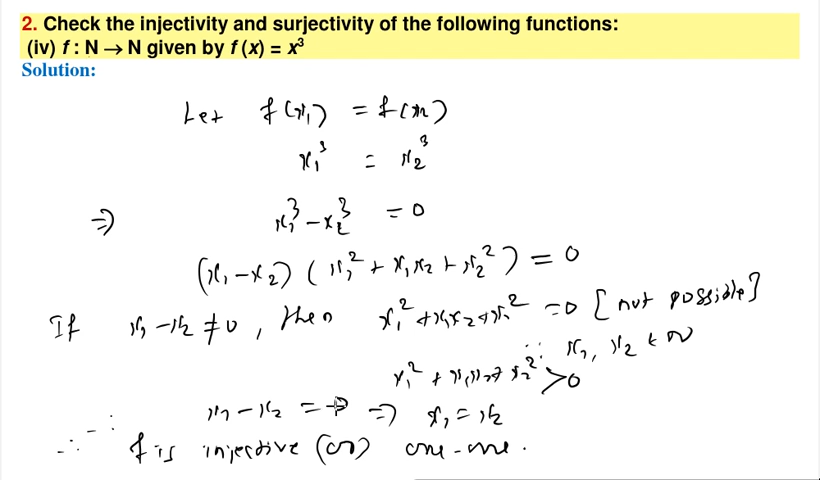 2. Check the injectivity and surjectivity of the following functions:
(iv) f : N → N given by f (x) = x³
Solution:
Let f(x₁) = f(x₂)
x₁³ = x₂³
⇒ x₁³ - x₂³ = 0
(x₁ - x₂) (x₁² + x₁x₂ + x₂²) = 0
If x₁ - x₂ ≠ 0, then x₁² + x₁x₂ + x₂² = 0 [not possible]
∵ x₁, x₂ ∈ N
x₁² + x₁x₂ + x₂² > 0
∴ x₁ - x₂ = 0 ⇒ x₁ = x₂
∴ f is injective (or) one-one.